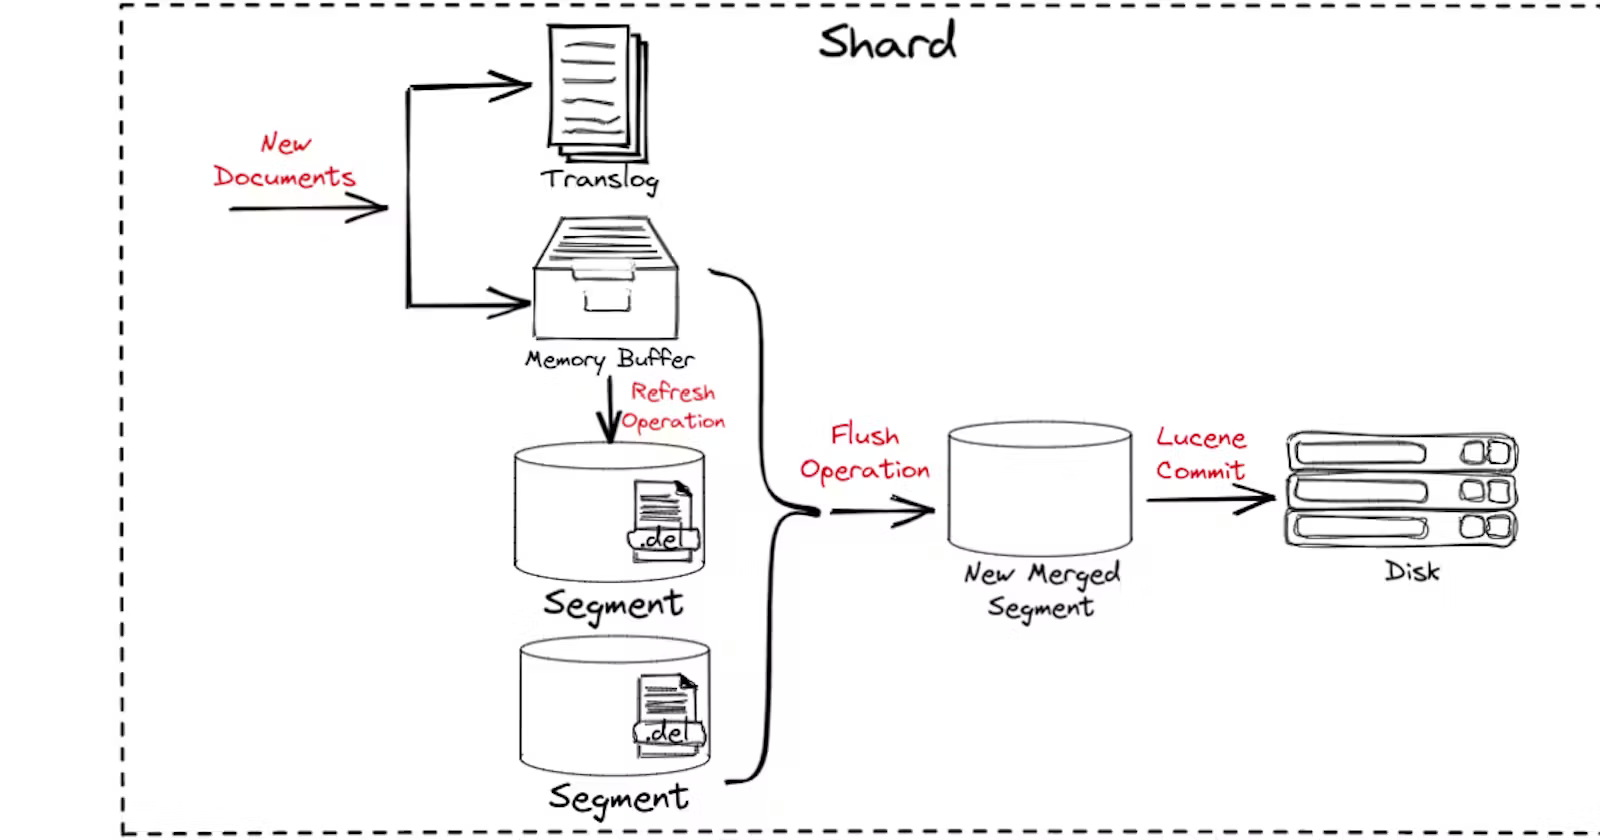 Shard
New
Documents
Translog
Memory Buffer
Refresh
Operation
.del
Segment
.del
Segment
Flush
Operation
New Merged
Segment
Lucene
Commit
Disk